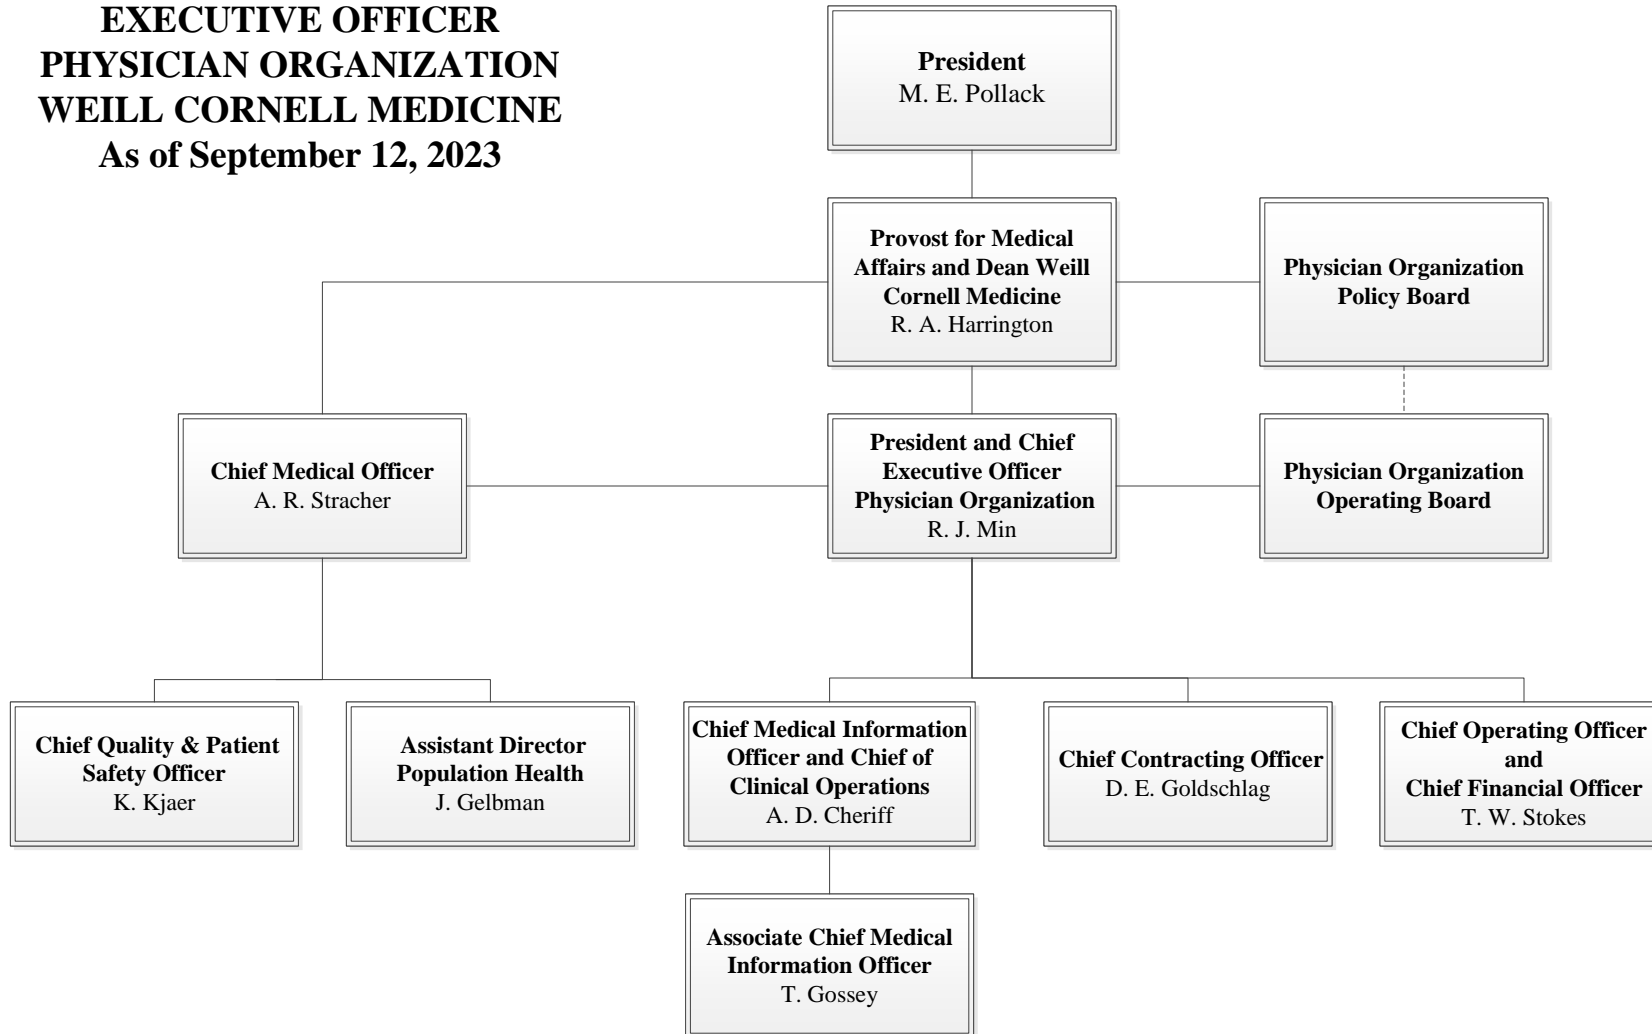 EXECUTIVE OFFICER
PHYSICIAN ORGANIZATION
WEILL CORNELL MEDICINE
As of September 12, 2023
President
M. E. Pollack
Provost for Medical
Affairs and Dean Weill
Cornell Medicine
R. A. Harrington
Physician Organization
Policy Board
Chief Medical Officer
A. R. Stracher
President and Chief
Executive Officer
Physician Organization
R. J. Min
Physician Organization
Operating Board
Chief Quality & Patient
Safety Officer
K. Kjaer
Assistant Director
Population Health
J. Gelbman
Chief Medical Information
Officer and Chief of
Clinical Operations
A. D. Cheriff
Chief Contracting Officer
D. E. Goldschlag
Chief Operating Officer
and
Chief Financial Officer
T. W. Stokes
Associate Chief Medical
Information Officer
T. Gossey